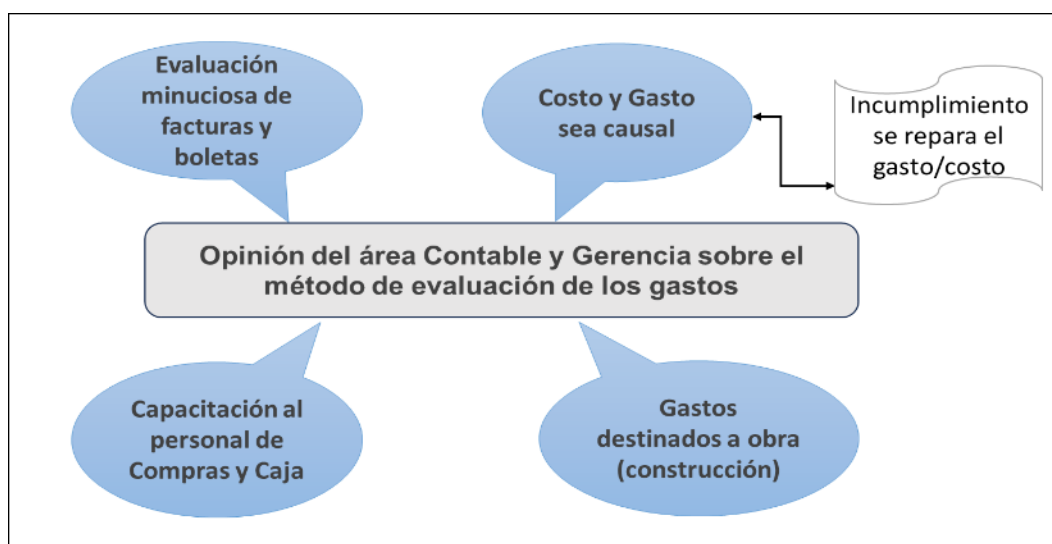 Evaluación
minuciosa de
facturas y
boletas
Costo y Gasto
sea causal
Incumplimiento
se repara el
gasto/costo
Opinión del área Contable y Gerencia sobre el
método de evaluación de los gastos
Capacitación al
personal de
Compras y Caja
Gastos
destinados a obra
(construcción)